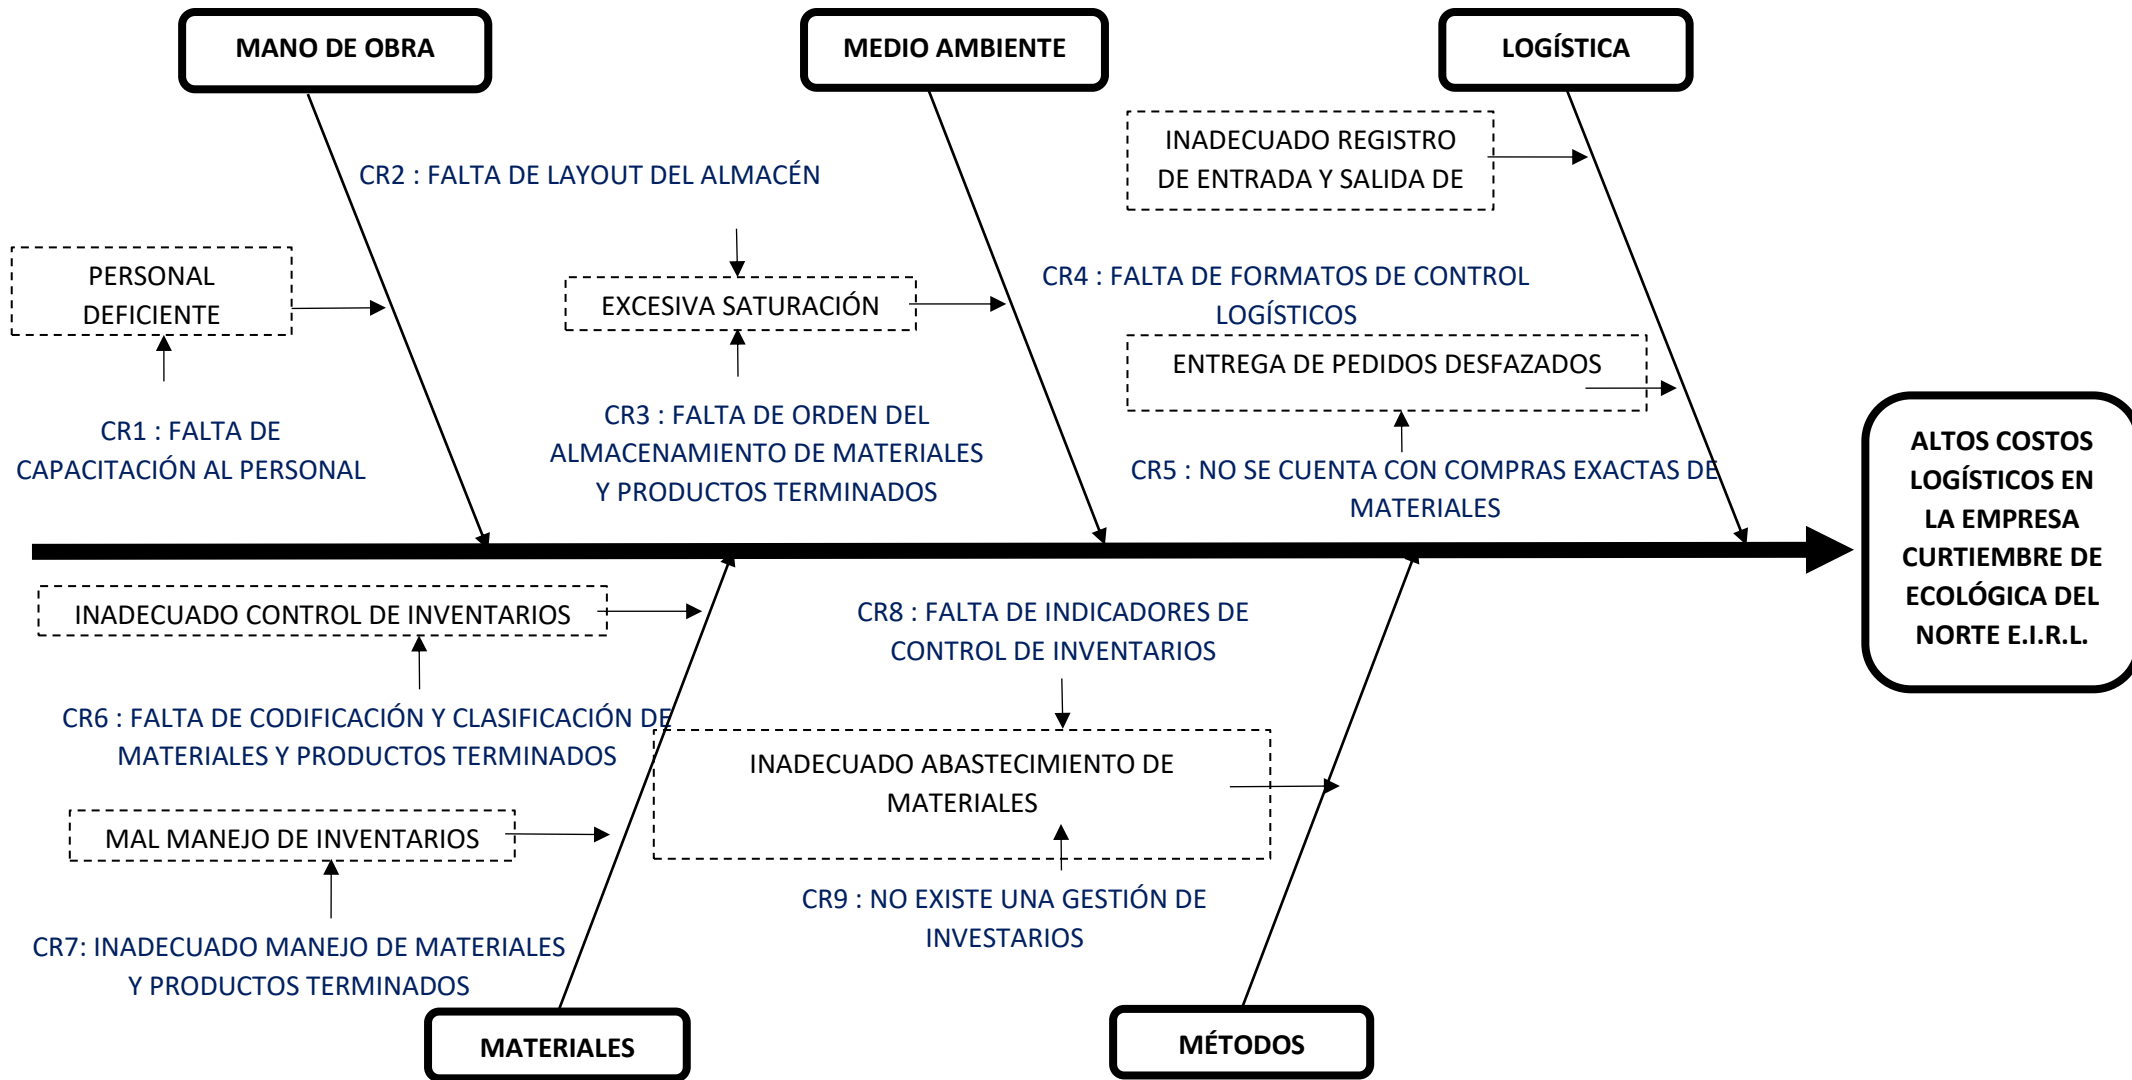 MANO DE OBRA
MEDIO AMBIENTE
LOGÍSTICA
INADECUADO REGISTRO
DE ENTRADA Y SALIDA DE
CR2 : FALTA DE LAYOUT DEL ALMACÉN
PERSONAL
DEFICIENTE
EXCESIVA SATURACIÓN
CR4 : FALTA DE FORMATOS DE CONTROL
LOGÍSTICOS
ENTREGA DE PEDIDOS DESFAZADOS
CR1 : FALTA DE
CAPACITACIÓN AL PERSONAL
CR3 : FALTA DE ORDEN DEL
ALMACENAMIENTO DE MATERIALES
Y PRODUCTOS TERMINADOS
CR5 : NO SE CUENTA CON COMPRAS EXACTAS DE
MATERIALES
ALTOS COSTOS
LOGÍSTICOS EN
LA EMPRESA
CURTIEMBRE DE
ECOLÓGICA DEL
NORTE E.I.R.L.
INADECUADO CONTROL DE INVENTARIOS
CR8 : FALTA DE INDICADORES DE
CONTROL DE INVENTARIOS
CR6 : FALTA DE CODIFICACIÓN Y CLASIFICACIÓN DE
MATERIALES Y PRODUCTOS TERMINADOS
INADECUADO ABASTECIMIENTO DE
MATERIALES
MAL MANEJO DE INVENTARIOS
CR9 : NO EXISTE UNA GESTIÓN DE
INVESTARIOS
CR7: INADECUADO MANEJO DE MATERIALES
Y PRODUCTOS TERMINADOS
MATERIALES
MÉTODOS